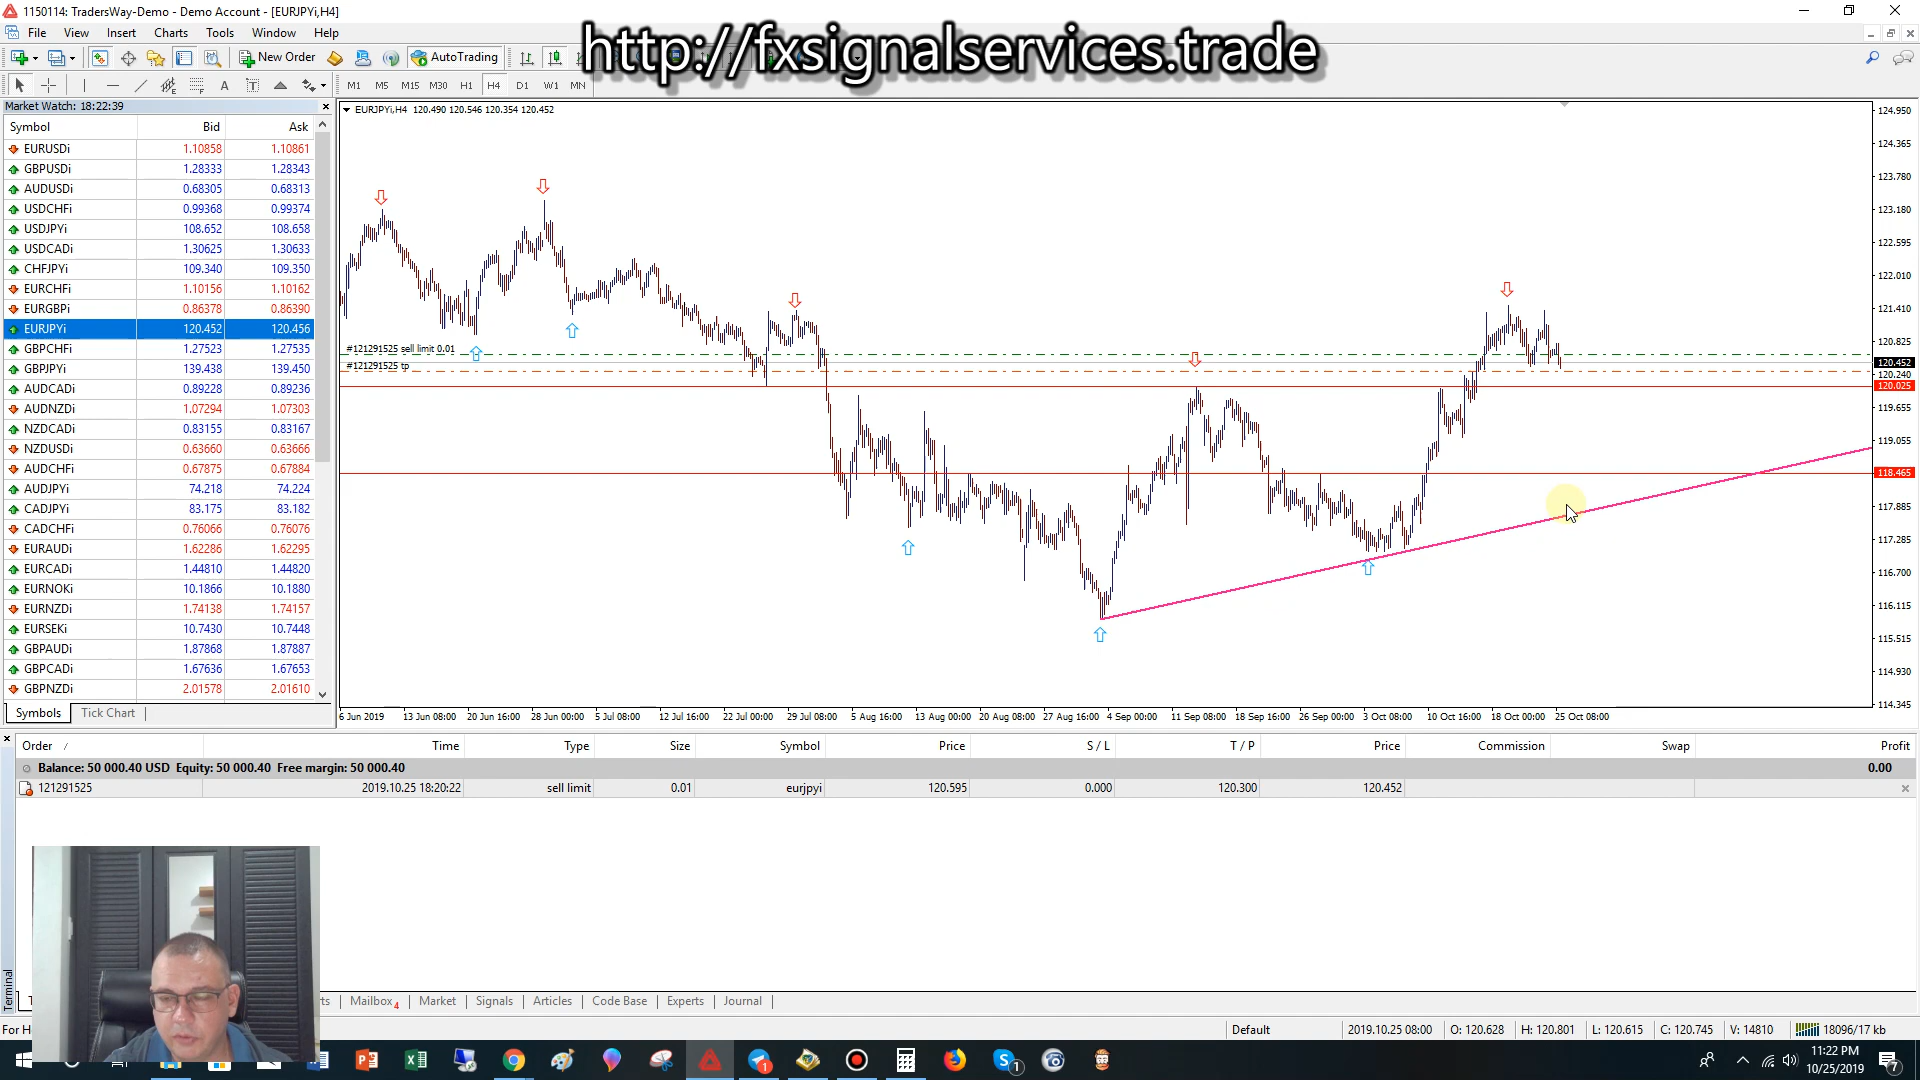 1150114: TradersWay-Demo - Demo Account - [EURJPYi,H4]
File View Insert Charts Tools Window Help
http://fxsignalservices.trade
New Order AutoTrading
A T M1 M5 M15 M30 H1 H4 D1 W1 MN
Market Watch: 18:22:39
Symbol Bid Ask
EURUSDi 1.10858 1.10861
GBPUSDi 1.28333 1.28343
AUDUSDi 0.68305 0.68313
USDCHFi 0.99368 0.99374
USDJPYi 108.652 108.658
USDCADi 1.30625 1.30633
CHFJPYi 109.340 109.350
EURCHFi 1.10156 1.10162
EURGBPi 0.86378 0.86390
EURJPYi 120.452 120.456
GBPCHFi 1.27523 1.27535
GBPJPYi 139.438 139.450
AUDCADi 0.89228 0.89236
AUDNZDi 1.07294 1.07303
NZDCADi 0.83155 0.83167
NZDUSDi 0.63660 0.63666
AUDCHFi 0.67875 0.67884
AUDJPYi 74.218 74.224
CADJPYi 83.175 83.182
CADCHFi 0.76066 0.76076
EURAUDi 1.62286 1.62295
EURCADi 1.44810 1.44820
EURNOKi 10.1866 10.1880
EURNZDi 1.74138 1.74157
EURSEKi 10.7430 10.7448
GBPAUDi 1.87868 1.87887
GBPCADi 1.67636 1.67653
GBPNZDi 2.01578 2.01610
Symbols Tick Chart
EURJPYi,H4 120.490 120.546 120.354 120.452
#121291525 sell limit 0.01
#121291525 tp
124.950
124.365
123.780
123.180
122.595
122.010
121.410
120.825
120.452
120.240
120.025
119.655
119.055
118.465
117.885
117.285
116.700
116.115
115.515
114.930
114.345
6 Jun 2019 13 Jun 08:00 20 Jun 16:00 28 Jun 00:00 5 Jul 08:00 12 Jul 16:00 22 Jul 00:00 29 Jul 08:00 5 Aug 16:00 13 Aug 00:00 20 Aug 08:00 27 Aug 16:00 4 Sep 00:00 11 Sep 08:00 18 Sep 16:00 26 Sep 00:00 3 Oct 08:00 10 Oct 16:00 18 Oct 00:00 25 Oct 08:00
Order / Time Type Size Symbol Price S / L T / P Price Commission Swap Profit
Balance: 50 000.40 USD Equity: 50 000.40 Free margin: 50 000.40 0.00
121291525 2019.10.25 18:20:22 sell limit 0.01 eurjpyi 120.595 0.000 120.300 120.452
Terminal
Mailbox 4 Market Signals Articles Code Base Experts Journal
For H Default 2019.10.25 08:00 O: 120.628 H: 120.801 L: 120.615 C: 120.745 V: 14810 18096/17 kb
11:22 PM
10/25/2019